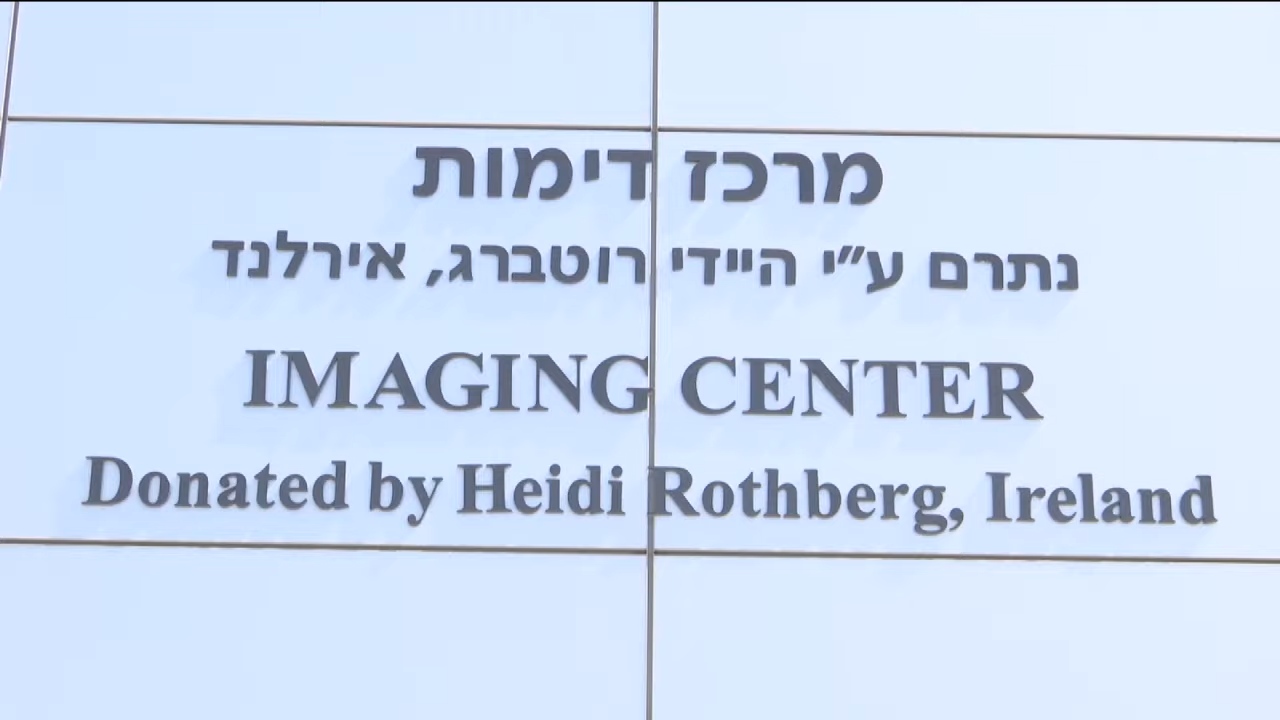 מרכז דימות
נתרם ע״י היידי רוטברג, אירלנד
IMAGING CENTER
Donated by Heidi Rothberg, Ireland